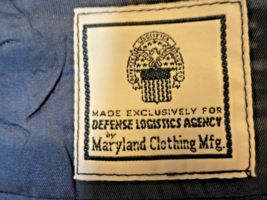 MADE EXCLUSIVELY FOR
DEFENSE LOGISTICS AGENCY
by
Maryland Clothing Mfg.